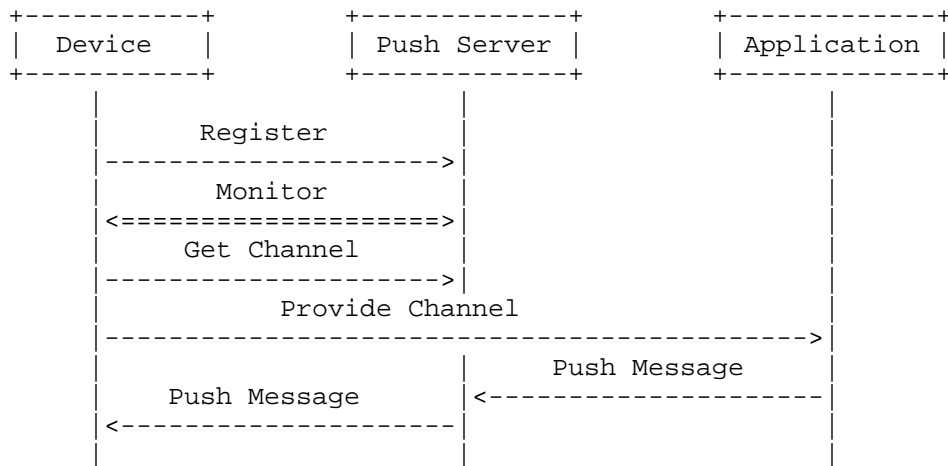 Device Push Server Application
Register
Monitor
Get Channel
Provide Channel
Push Message
Push Message